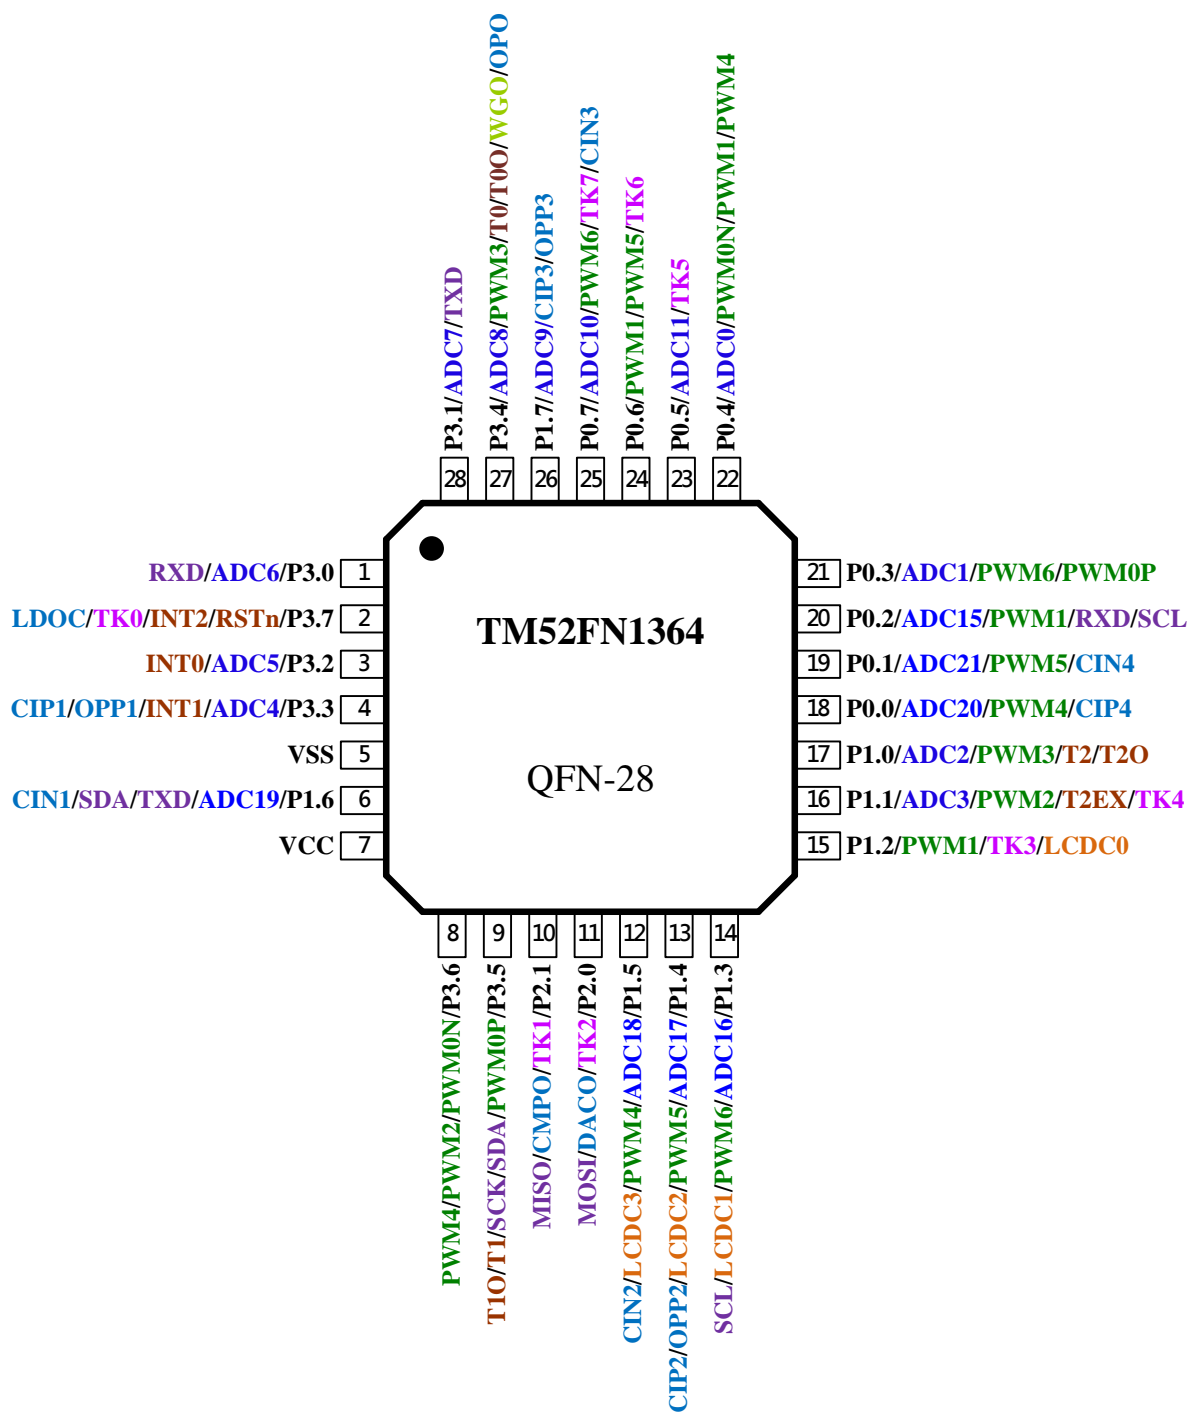 P3.1/ADC7/TXD
P3.4/ADC8/PWM3/T0/T0O/WGO/OPO
P1.7/ADC9/CIP3/OPP3
P0.7/ADC10/PWM6/TK7/CIN3
P0.6/PWM1/PWM5/TK6
P0.5/ADC11/TK5
P0.4/ADC0/PWM0N/PWM1/PWM4
28 27 26 25 24 23 22
RXD/ADC6/P3.0 1
LDOC/TK0/INT2/RSTn/P3.7 2
INT0/ADC5/P3.2 3
CIP1/OPP1/INT1/ADC4/P3.3 4
VSS 5
CIN1/SDA/TXD/ADC19/P1.6 6
VCC 7
TM52FN1364
QFN-28
21 P0.3/ADC1/PWM6/PWM0P
20 P0.2/ADC15/PWM1/RXD/SCL
19 P0.1/ADC21/PWM5/CIN4
18 P0.0/ADC20/PWM4/CIP4
17 P1.0/ADC2/PWM3/T2/T2O
16 P1.1/ADC3/PWM2/T2EX/TK4
15 P1.2/PWM1/TK3/LCDC0
8 9 10 11 12 13 14
PWM4/PWM2/PWM0N/P3.6
T1O/T1/SCK/SDA/PWM0P/P3.5
MISO/CMPO/TK1/P2.1
MOSI/DACO/TK2/P2.0
CIN2/LCDC3/PWM4/ADC18/P1.5
CIP2/OPP2/LCDC2/PWM5/ADC17/P1.4
SCL/LCDC1/PWM6/ADC16/P1.3